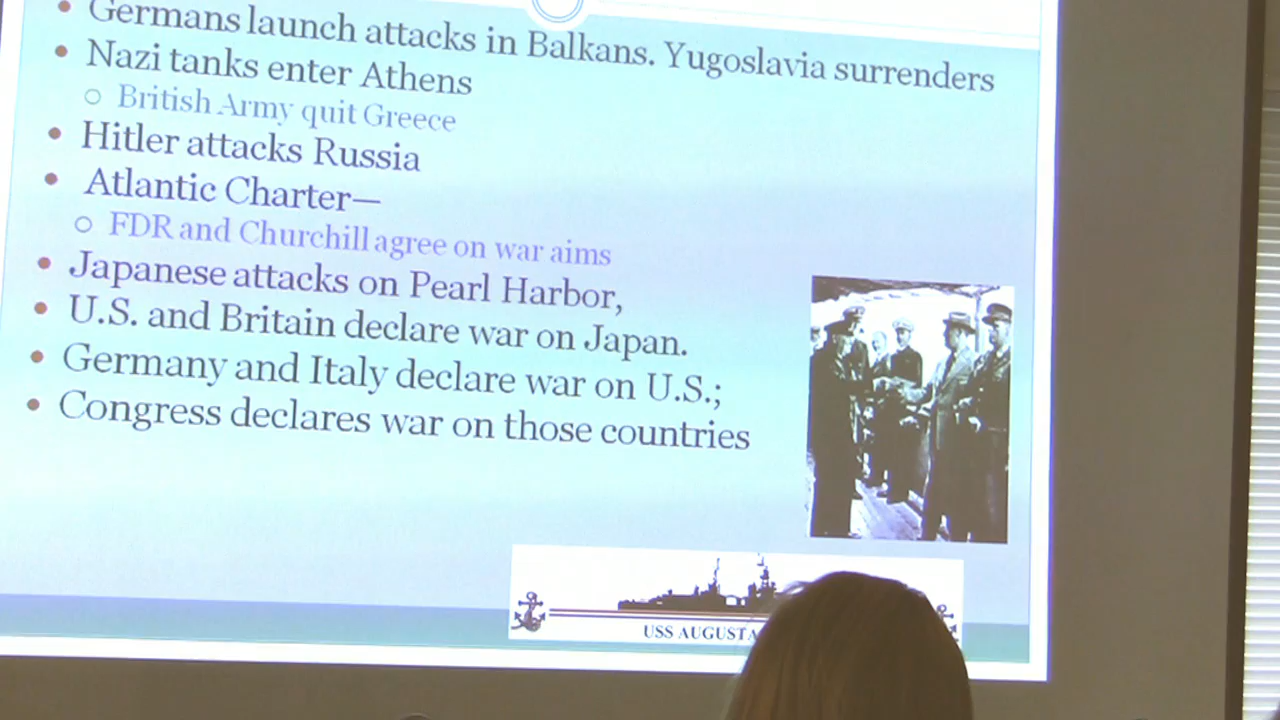 Germans launch attacks in Balkans. Yugoslavia surrenders
Nazi tanks enter Athens
British Army quit Greece
Hitler attacks Russia
Atlantic Charter—
FDR and Churchill agree on war aims
Japanese attacks on Pearl Harbor,
U.S. and Britain declare war on Japan.
Germany and Italy declare war on U.S.;
Congress declares war on those countries
USS AUGUSTA